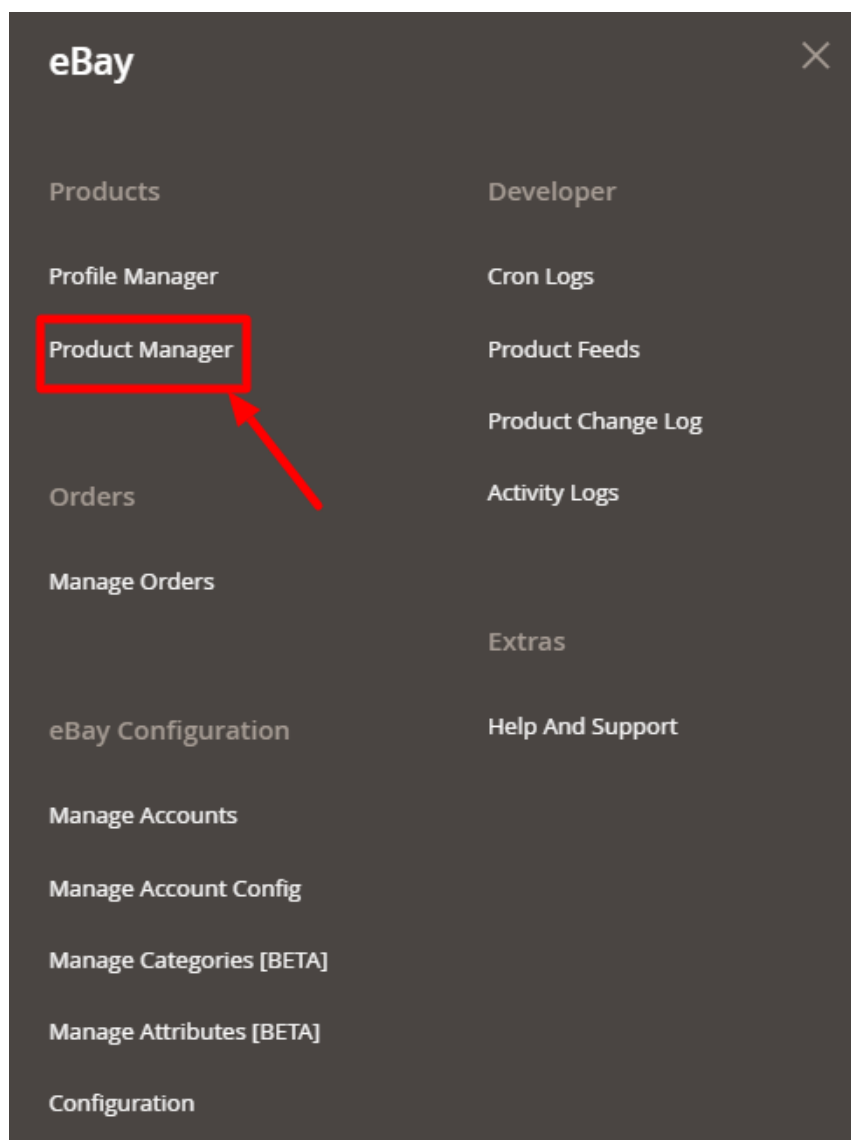 eBay
Products
Profile Manager
Product Manager
Orders
Manage Orders
eBay Configuration
Manage Accounts
Manage Account Config
Manage Categories [BETA]
Manage Attributes [BETA]
Configuration
Developer
Cron Logs
Product Feeds
Product Change Log
Activity Logs
Extras
Help And Support